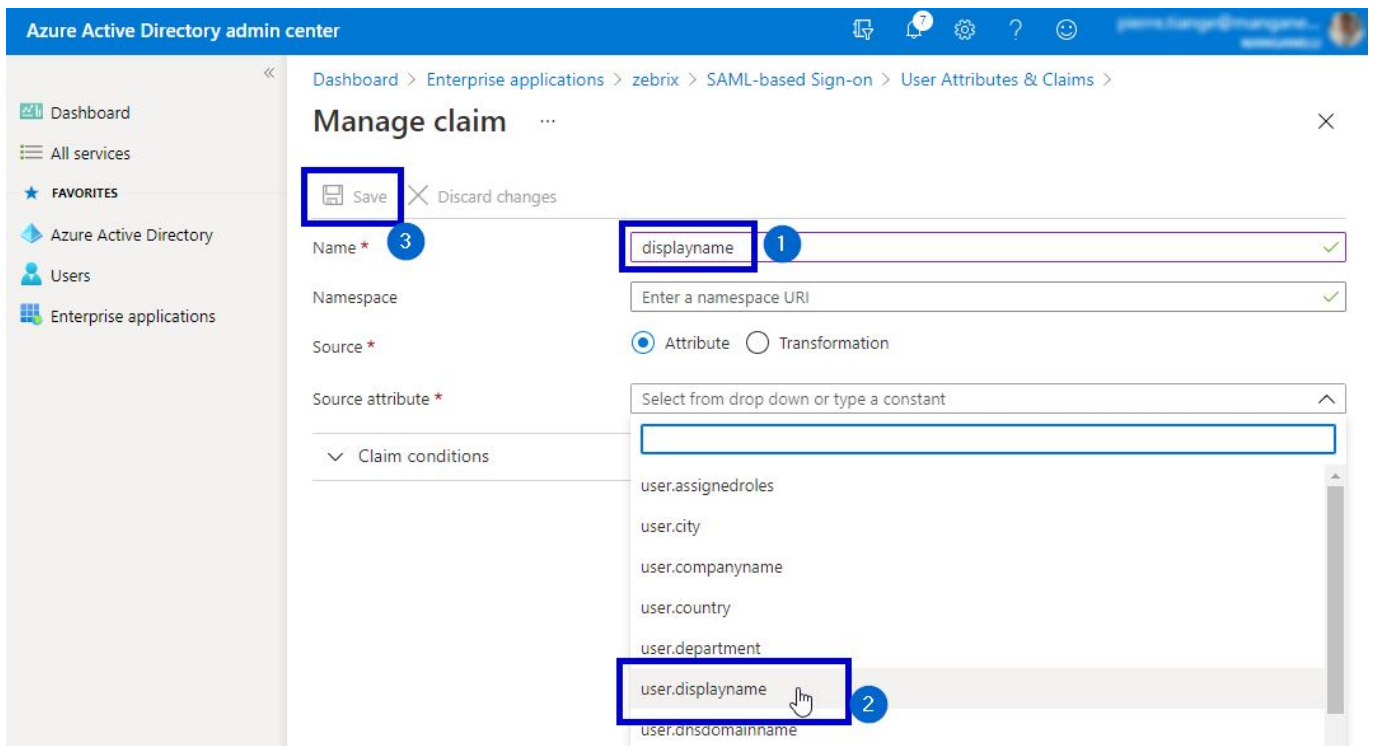 Azure Active Directory admin center
7
Dashboard > Enterprise applications > zebrix > SAML-based Sign-on > User Attributes & Claims >
Manage claim ...
Dashboard
All services
FAVORITES
Azure Active Directory
Users
Enterprise applications
Save
Discard changes
3
Name *
displayname
1
Namespace
Enter a namespace URI
Source *
Attribute
Transformation
Source attribute *
Select from drop down or type a constant
Claim conditions
user.assignedroles
user.city
user.companyname
user.country
user.department
user.displayname
2
user.dnsdomainname